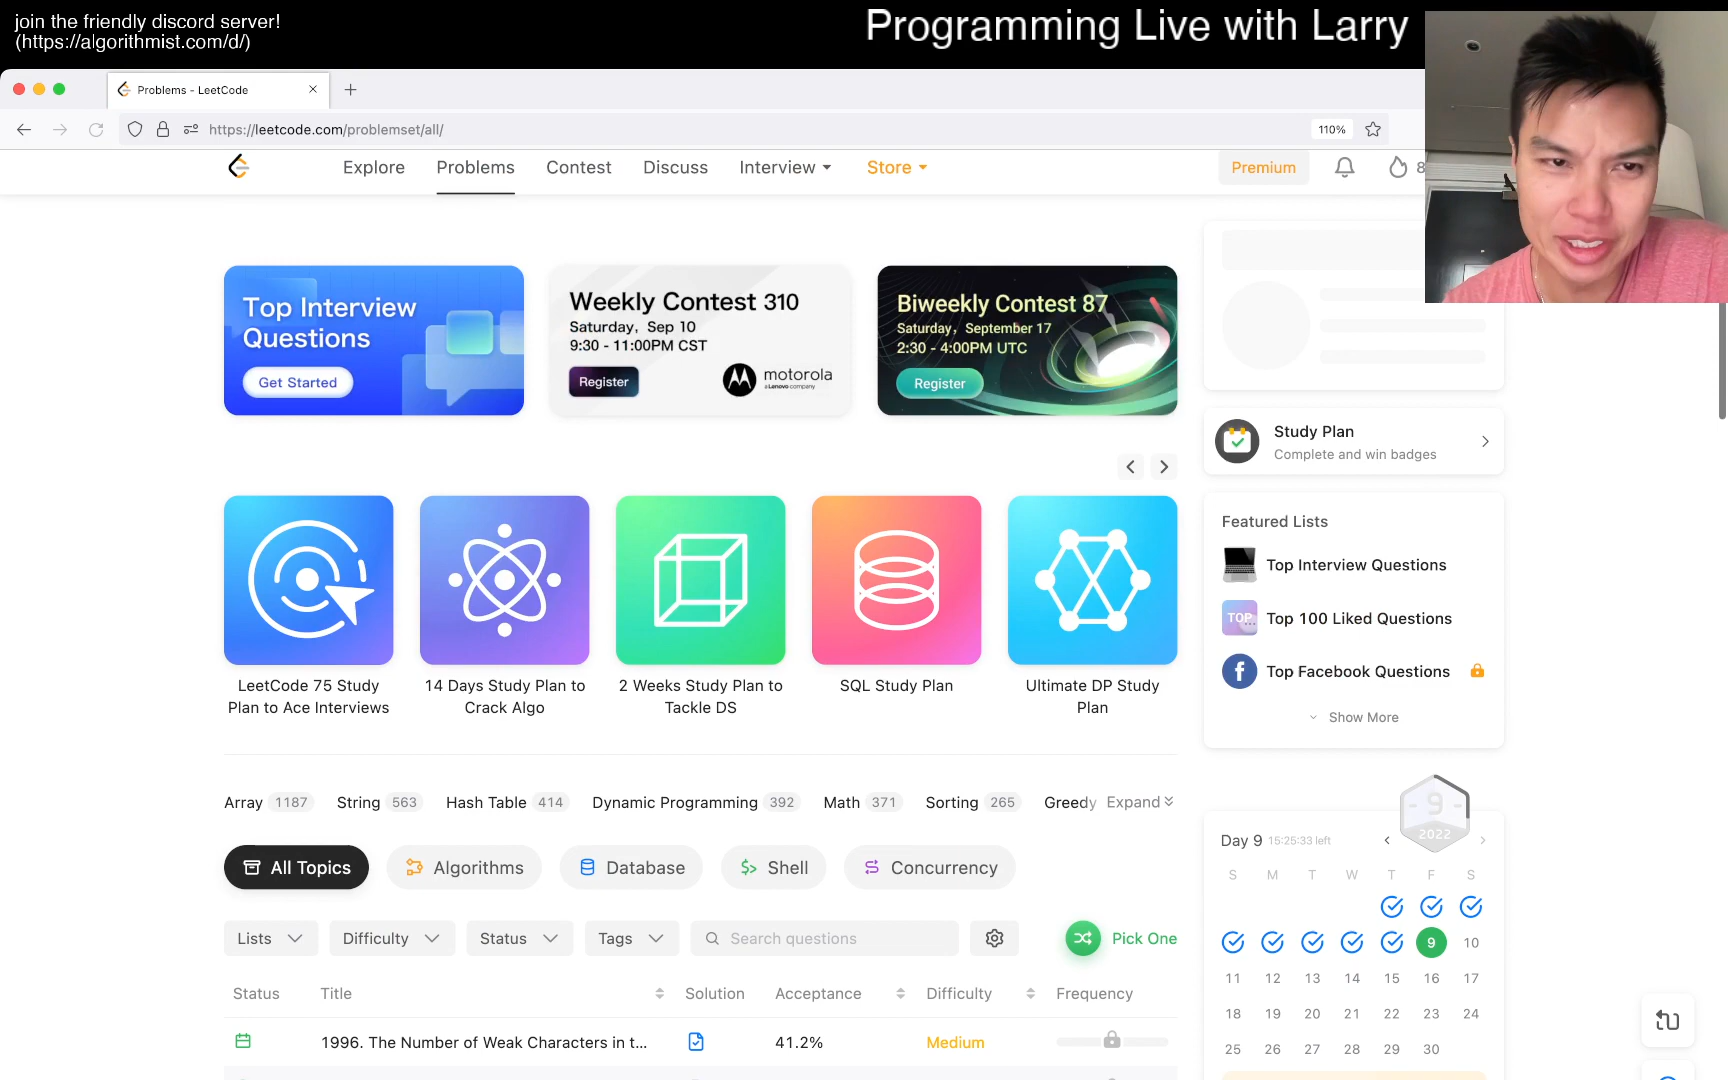 join the friendly discord server!
(https://algorithmist.com/d/)
Programming Live with Larry
Problems - LeetCode
https://leetcode.com/problemset/all/
110%
Explore
Problems
Contest
Discuss
Interview
Store
Premium
8
Top Interview
Questions
Get Started
Weekly Contest 310
Saturday, Sep 10
9:30 - 11:00PM CST
Register
motorola
a Lenovo company
Biweekly Contest 87
Saturday, September 17
2:30 - 4:00PM UTC
Register
Study Plan
Complete and win badges
Featured Lists
Top Interview Questions
TOP
Top 100 Liked Questions
f
Top Facebook Questions
Show More
LeetCode 75 Study
Plan to Ace Interviews
14 Days Study Plan to
Crack Algo
2 Weeks Study Plan to
Tackle DS
SQL Study Plan
Ultimate DP Study
Plan
Array 1187
String 563
Hash Table 414
Dynamic Programming 392
Math 371
Sorting 265
Greedy
Expand
All Topics
Algorithms
Database
Shell
Concurrency
Lists
Difficulty
Status
Tags
Search questions
Pick One
Status
Title
Solution
Acceptance
Difficulty
Frequency
1996. The Number of Weak Characters in t...
41.2%
Medium
9
2022
Day 9 15:25:33 left
S M T W T F S
9 10
11 12 13 14 15 16 17
18 19 20 21 22 23 24
25 26 27 28 29 30